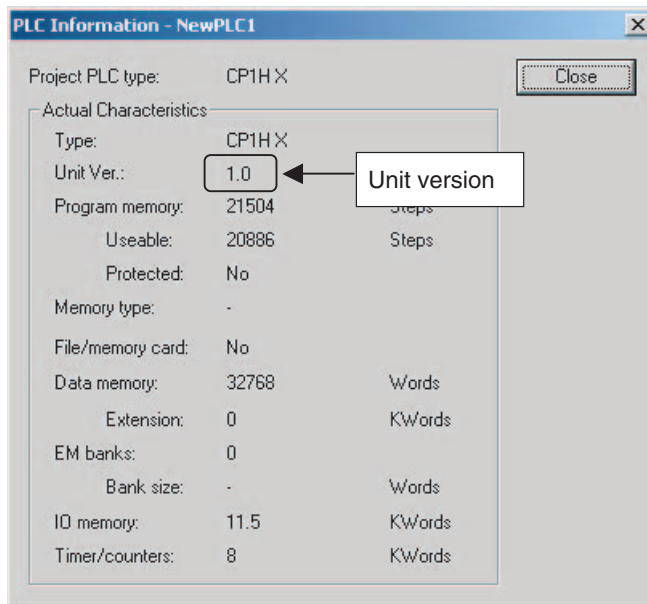 PLC Information - NewPLC1
Project PLC type: CP1H X Close
Actual Characteristics
Type: CP1H X
Unit Ver.: 1.0 Unit version
Program memory: 21504 Steps
Useable: 20886 Steps
Protected: No
Memory type: -
File/memory card: No
Data memory: 32768 Words
Extension: 0 KWords
EM banks: 0
Bank size: - Words
IO memory: 11.5 KWords
Timer/counters: 8 KWords